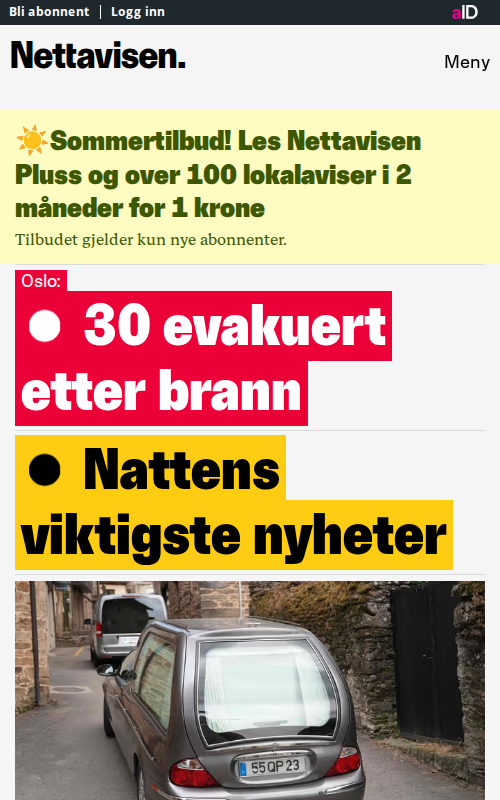 Bli abonnent | Logg inn
aID
Nettavisen.
Meny
☀️Sommertilbud! Les Nettavisen
Pluss og over 100 lokalaviser i 2
måneder for 1 krone
Tilbudet gjelder kun nye abonnenter.
Oslo:
● 30 evakuert
etter brann
● Nattens
viktigste nyheter
55 QP 23